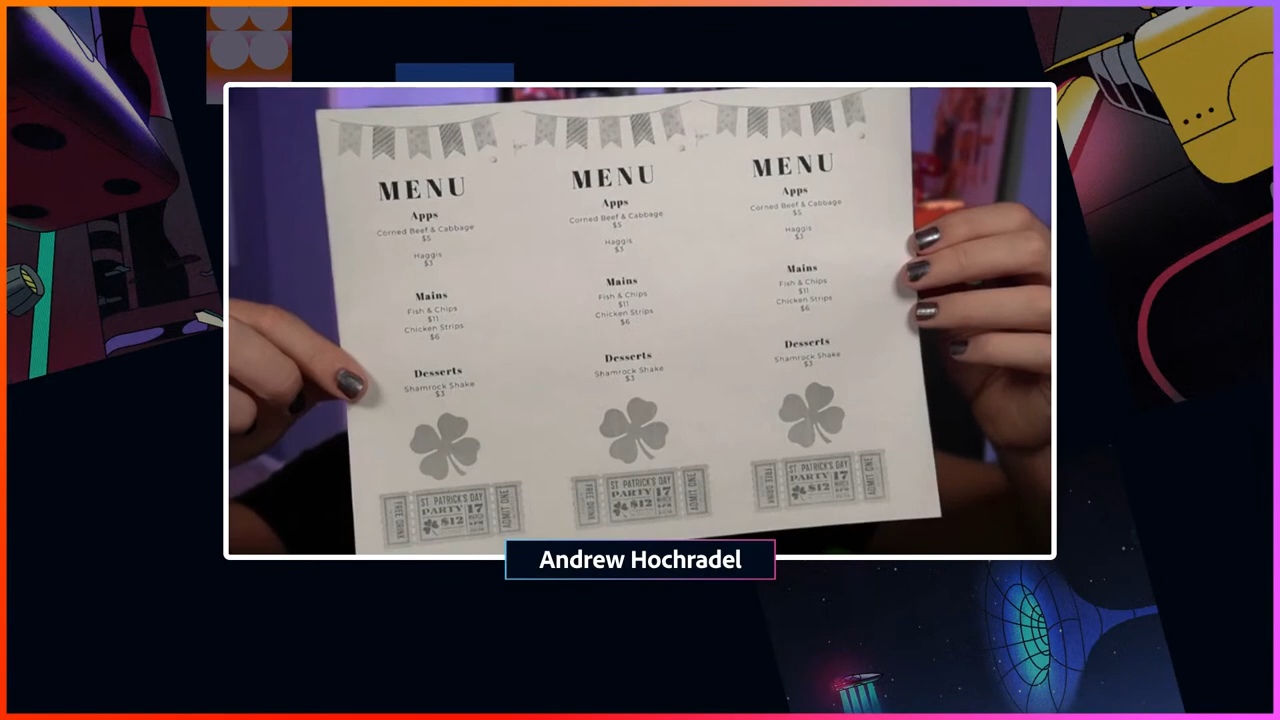 MENU
Apps
Corned Beef & Cabbage
$5
Haggis
$3
Mains
Fish & Chips
$11
Chicken Strips
$6
Desserts
Shamrock Shake
$3
FREE DRINK
ST. PATRICK'S DAY
PARTY
$12
17
MARCH
ADMIT ONE
MENU
Apps
Corned Beef & Cabbage
$5
Haggis
$3
Mains
Fish & Chips
$11
Chicken Strips
$6
Desserts
Shamrock Shake
$3
FREE DRINK
ST. PATRICK'S DAY
PARTY
$12
17
MARCH
ADMIT ONE
MENU
Apps
Corned Beef & Cabbage
$5
Haggis
$3
Mains
Fish & Chips
$11
Chicken Strips
$6
Desserts
Shamrock Shake
$3
FREE DRINK
ST. PATRICK'S DAY
PARTY
$12
17
MARCH
ADMIT ONE
Andrew Hochradel